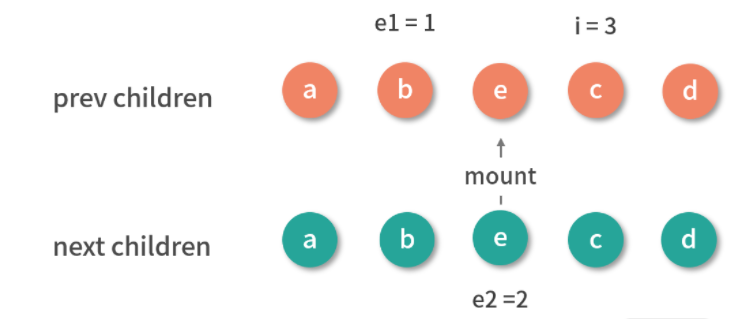 e1 = 1 i = 3
prev children a b e c d
mount
next children a b e c d
e2 =2